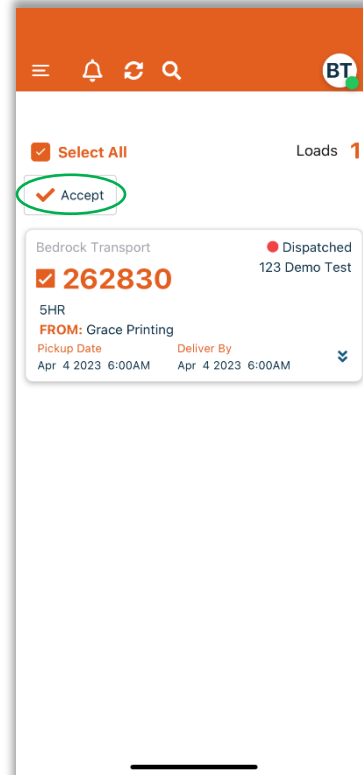 BT
Select All
Loads 1
Accept
Bedrock Transport
Dispatched
262830
123 Demo Test
5HR
FROM: Grace Printing
Pickup Date Deliver By
Apr 4 2023 6:00AM Apr 4 2023 6:00AM